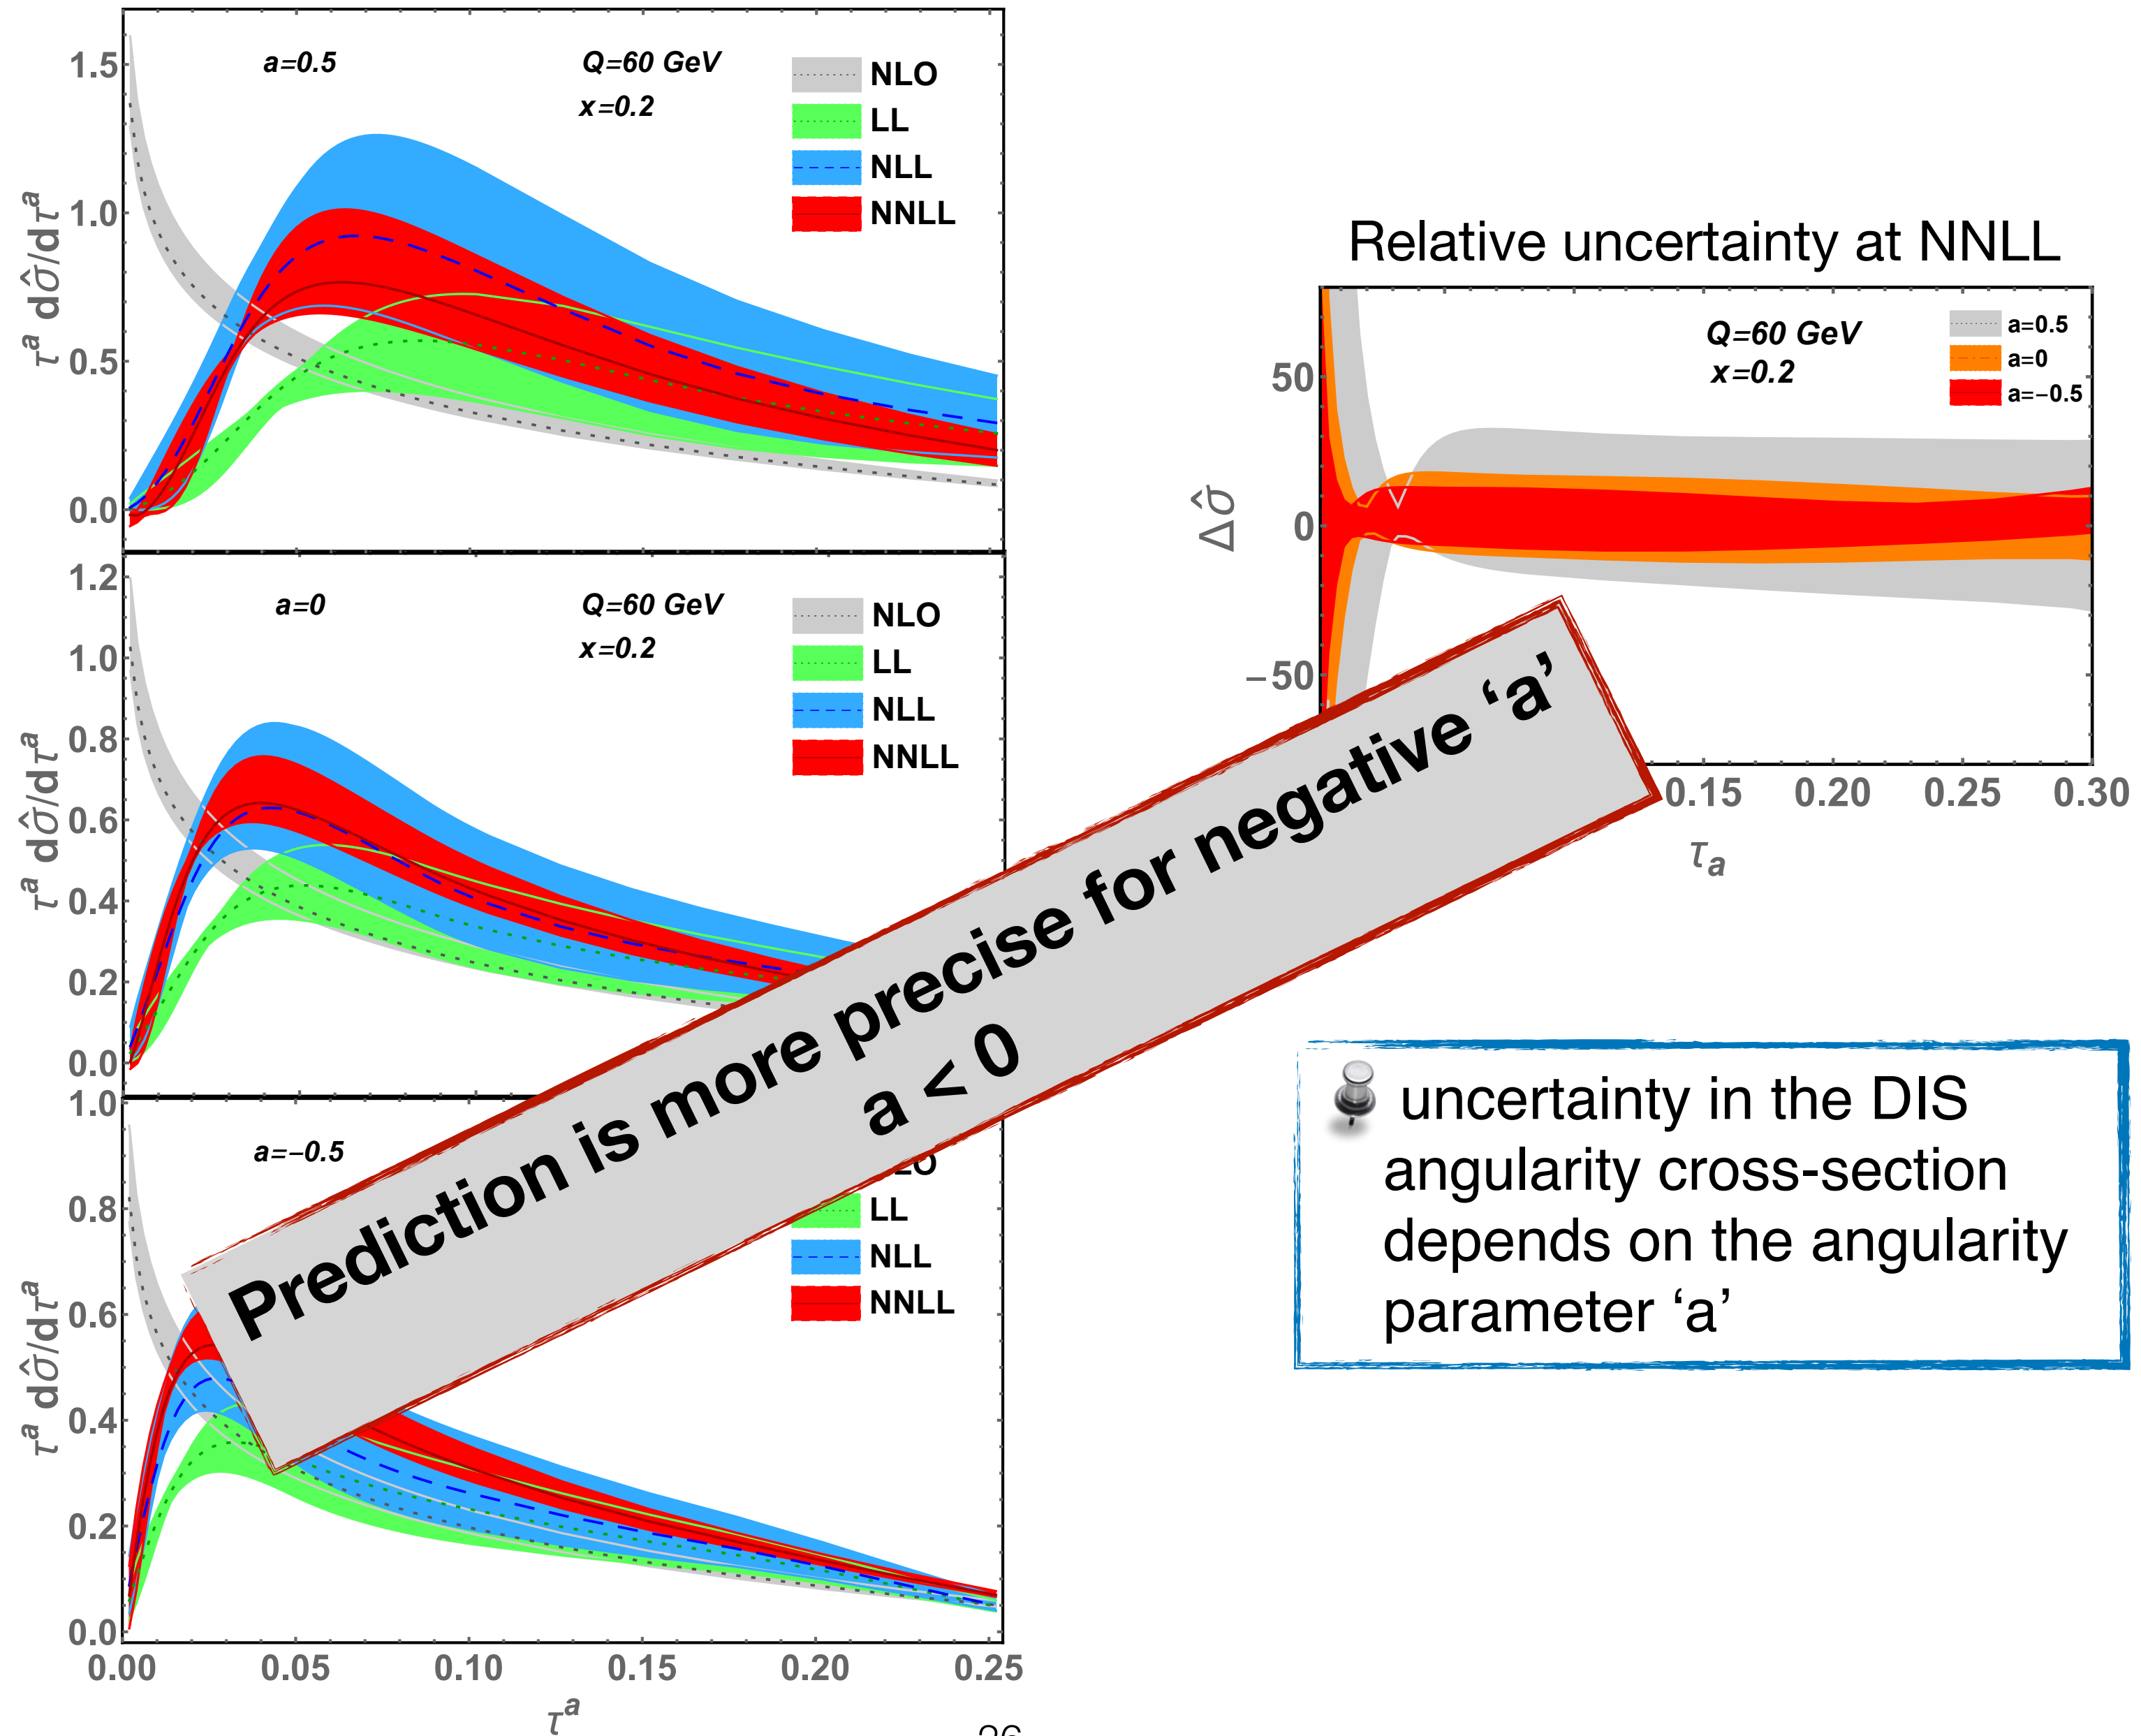 a=0.5
Q=60 GeV
x=0.2
NLO
LL
NLL
NNLL
1.5
1.0
0.5
0.0
τ^a dσ̂/dτ^a
a=0
Q=60 GeV
x=0.2
NLO
LL
NLL
NNLL
1.2
1.0
0.8
0.6
0.4
0.2
0.0
τ^a dσ̂/dτ^a
a=−0.5
LL
NLL
NNLL
1.0
0.8
0.6
0.4
0.2
0.0
τ^a dσ̂/dτ^a
0.00 0.05 0.10 0.15 0.20 0.25
τ^a
Relative uncertainty at NNLL
Q=60 GeV
x=0.2
a=0.5
a=0
a=−0.5
50
0
−50
Δσ̂
0.15 0.20 0.25 0.30
τ_a
Prediction is more precise for negative ‘a’
a < 0
uncertainty in the DIS
angularity cross-section
depends on the angularity
parameter ‘a’